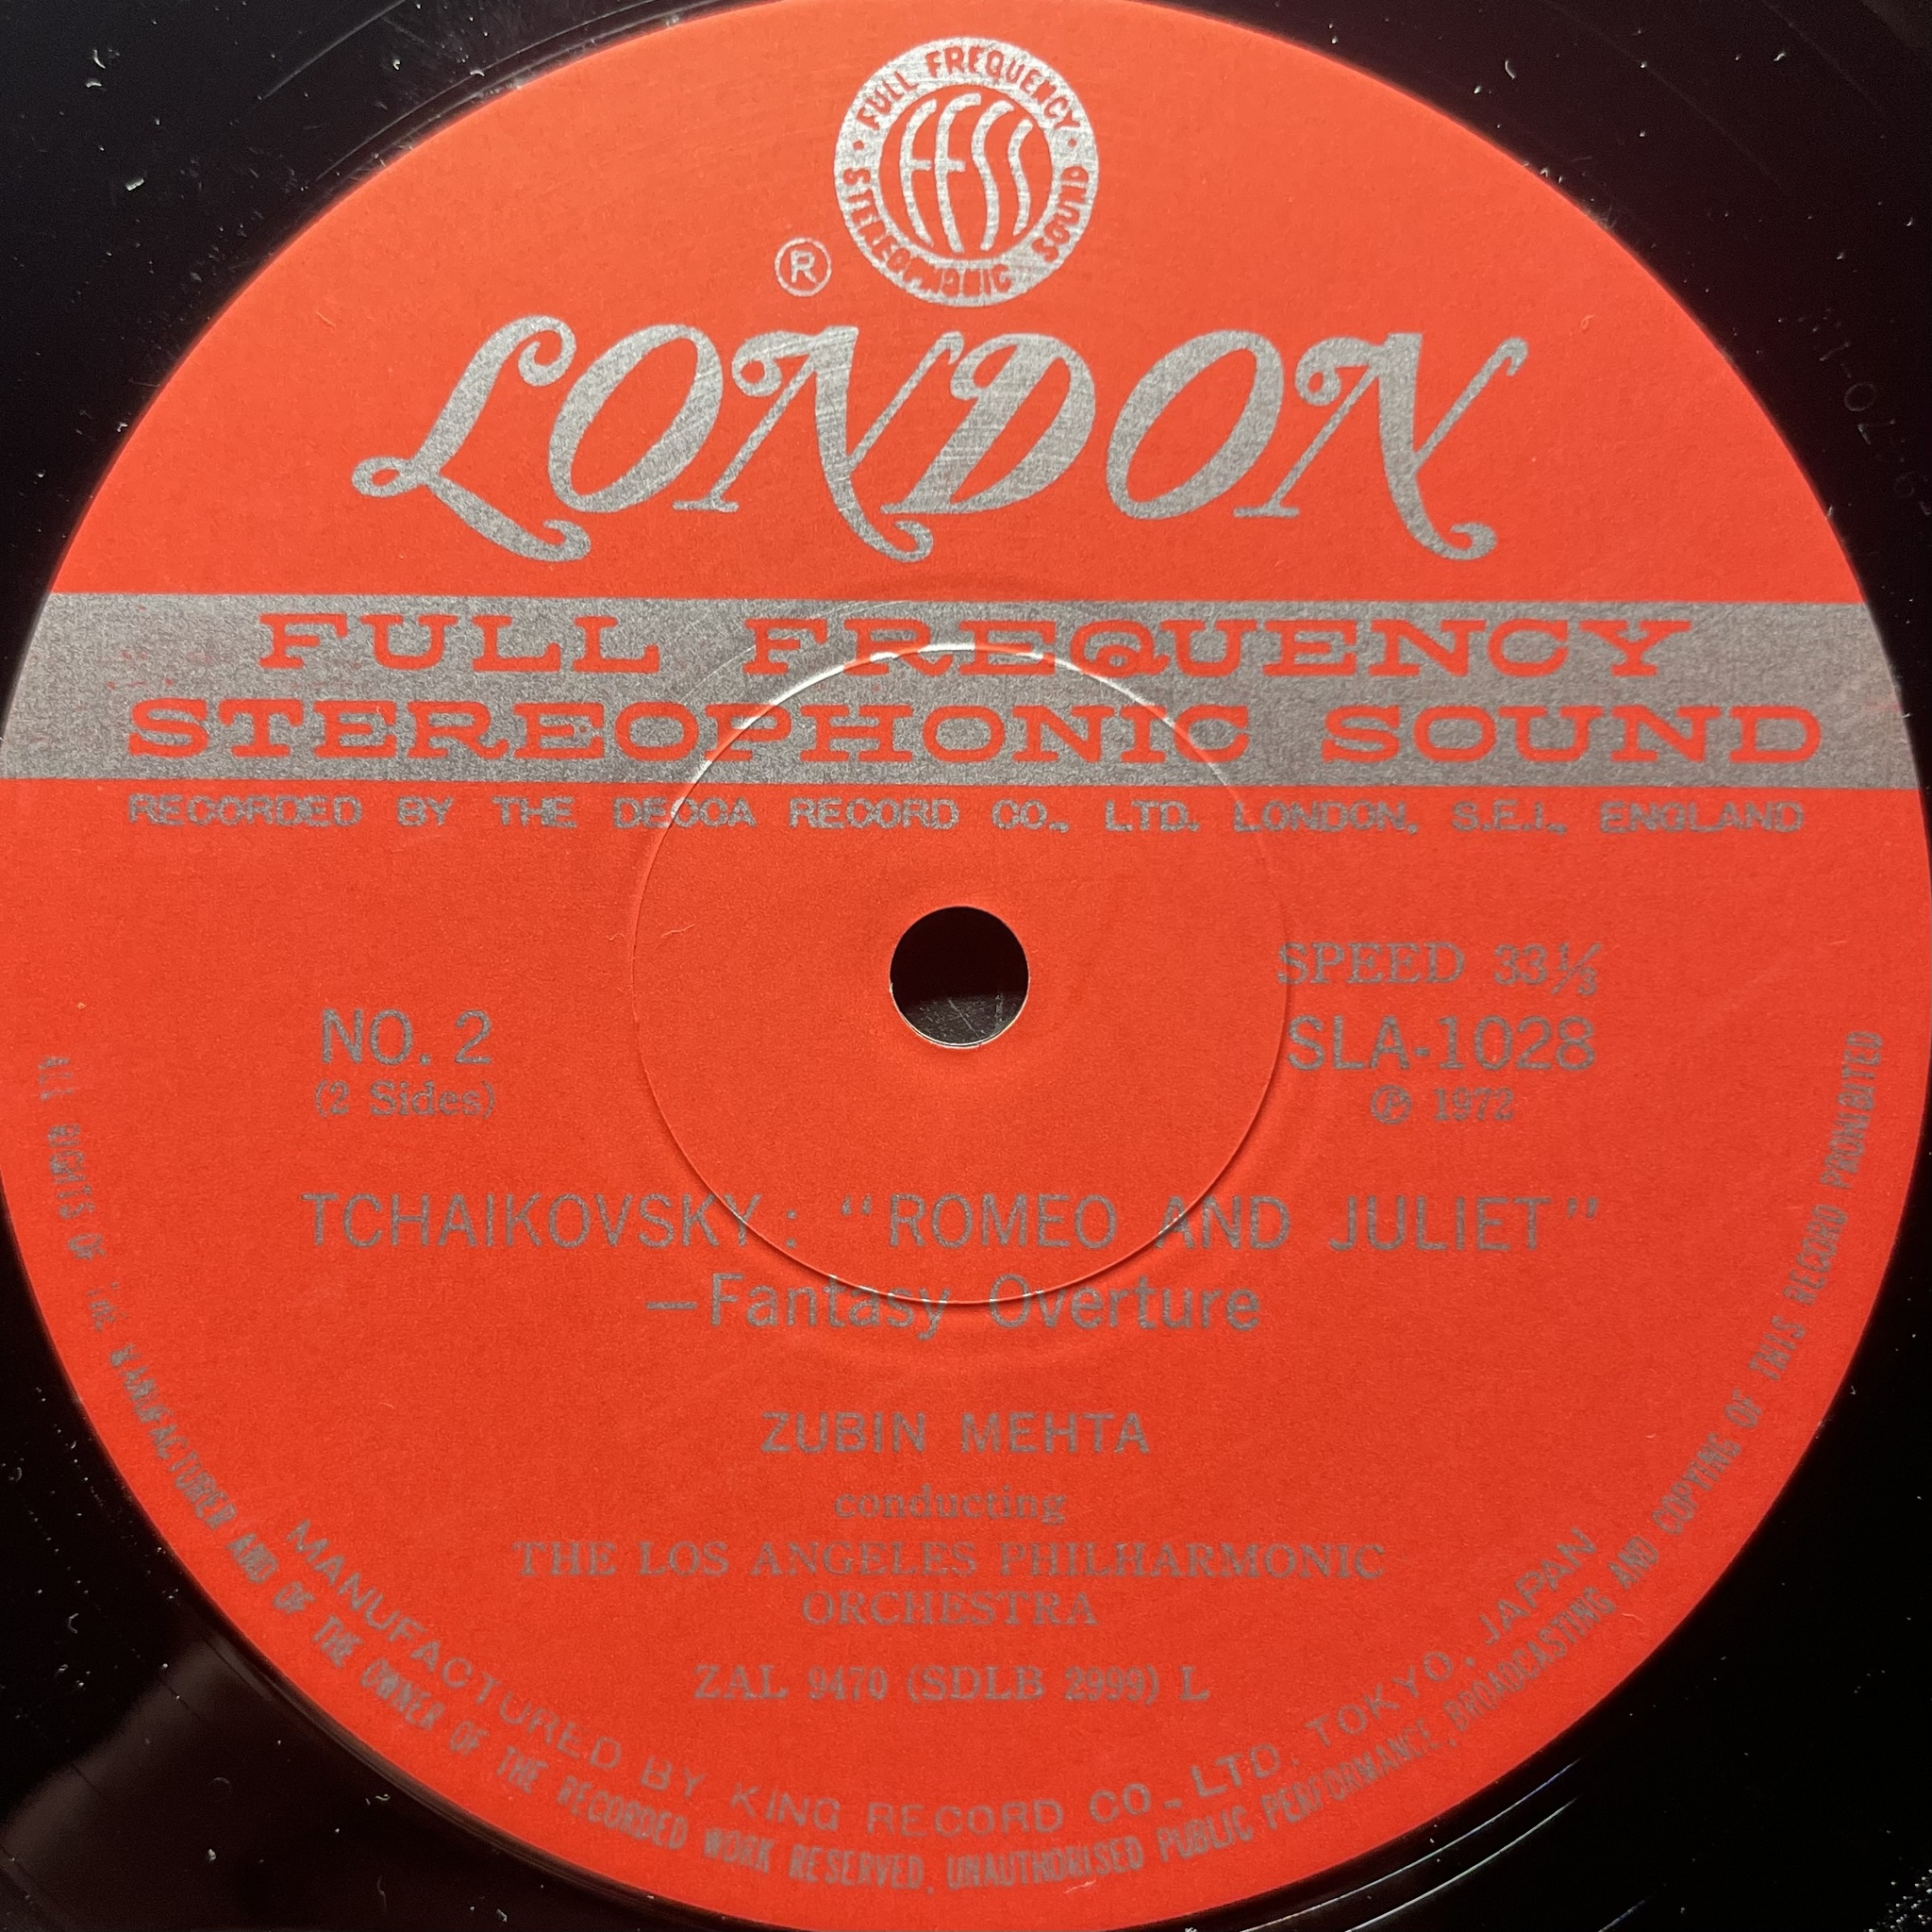 FULL FREQUENCY
ffss
STEREOPHONIC SOUND
®
LONDON
FULL FREQUENCY
STEREOPHONIC SOUND
RECORDED BY THE DECCA RECORD CO., LTD. LONDON, S.E.I., ENGLAND
SPEED 33⅓
NO. 2
SLA-1028
(2 Sides)
℗ 1972
TCHAIKOVSKY: “ROMEO AND JULIET”
—Fantasy Overture
ZUBIN MEHTA
conducting
THE LOS ANGELES PHILHARMONIC
ORCHESTRA
ZAL 9470 (SDLB 2999) L
MANUFACTURED BY KING RECORD CO., LTD. TOKYO, JAPAN
ALL RIGHTS OF THE MANUFACTURER AND OF THE OWNER OF THE RECORDED WORK RESERVED. UNAUTHORISED PUBLIC PERFORMANCE, BROADCASTING AND COPYING OF THIS RECORD PROHIBITED